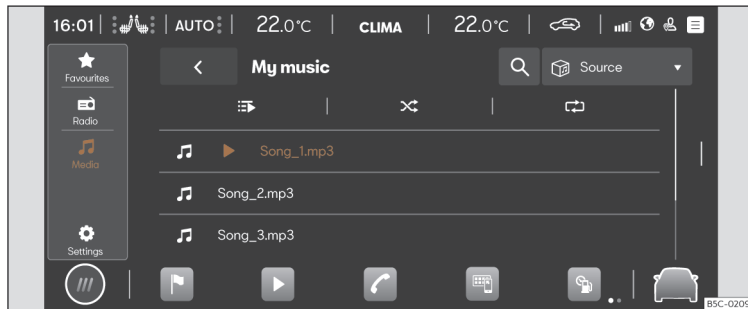 16:01 AUTO 22.0°C CLIMA 22.0°C
Favourites
My music
Source
Radio
Media
Song_1.mp3
Song_2.mp3
Song_3.mp3
Settings
B5C-0209